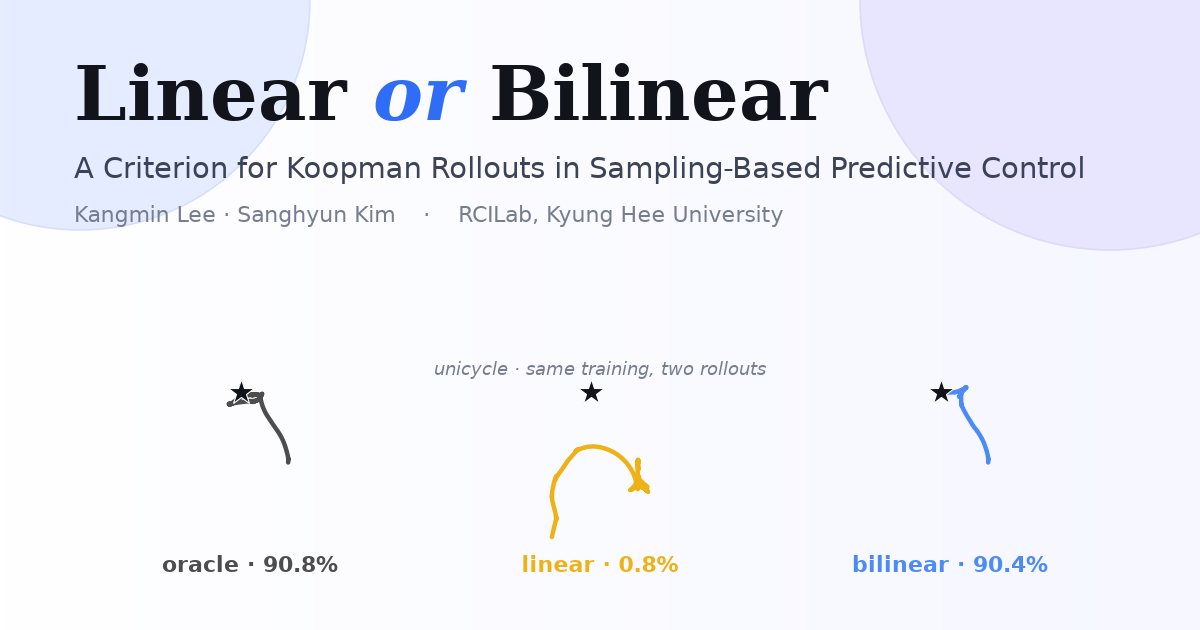 Linear or Bilinear
A Criterion for Koopman Rollouts in Sampling-Based Predictive Control
Kangmin Lee · Sanghyun Kim · RCILab, Kyung Hee University
unicycle · same training, two rollouts
oracle · 90.8%
linear · 0.8%
bilinear · 90.4%